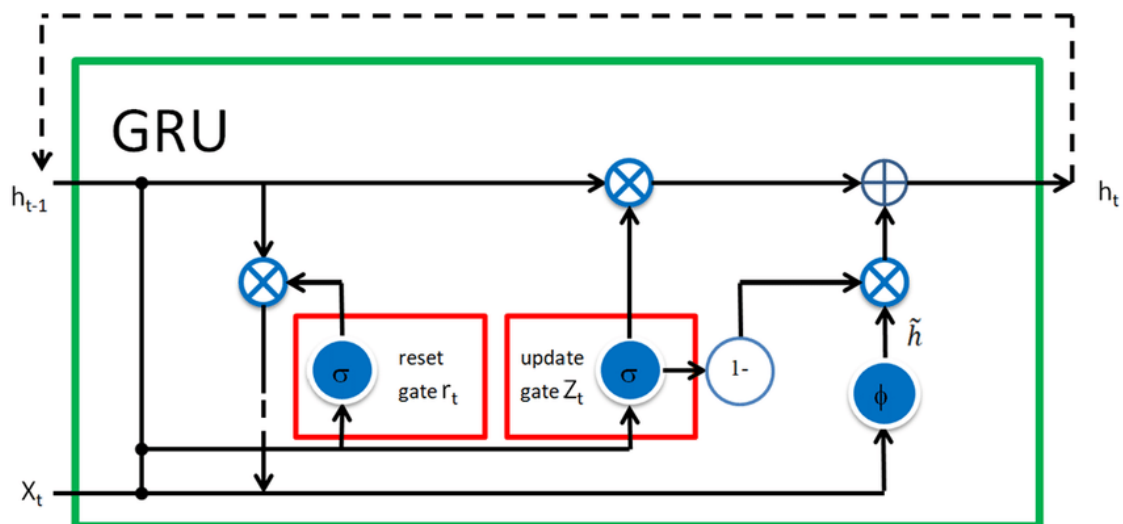 GRU
h_{t-1}
h_t
h̃
σ
reset
gate r_t
update
gate Z_t
σ
1-
ϕ
X_t